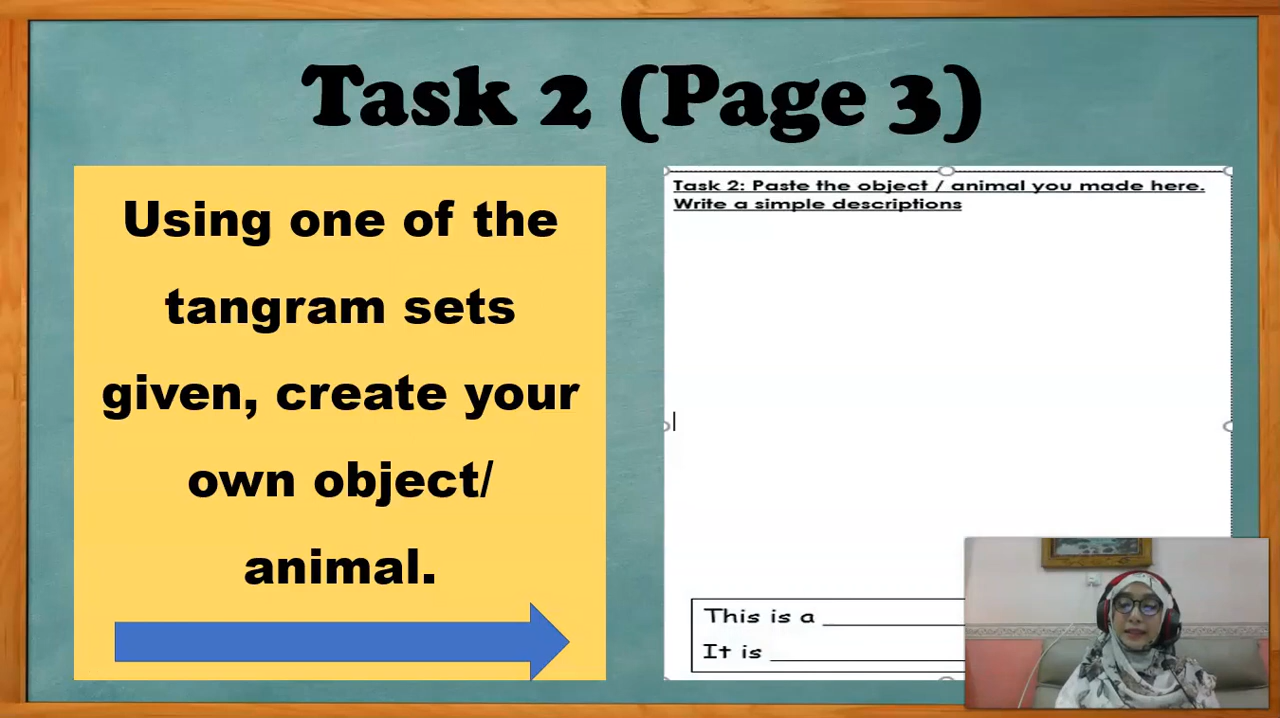 Task 2 (Page 3)
Using one of the
tangram sets
given, create your
own object/
animal.
Task 2: Paste the object / animal you made here.
Write a simple descriptions
This is a
It is